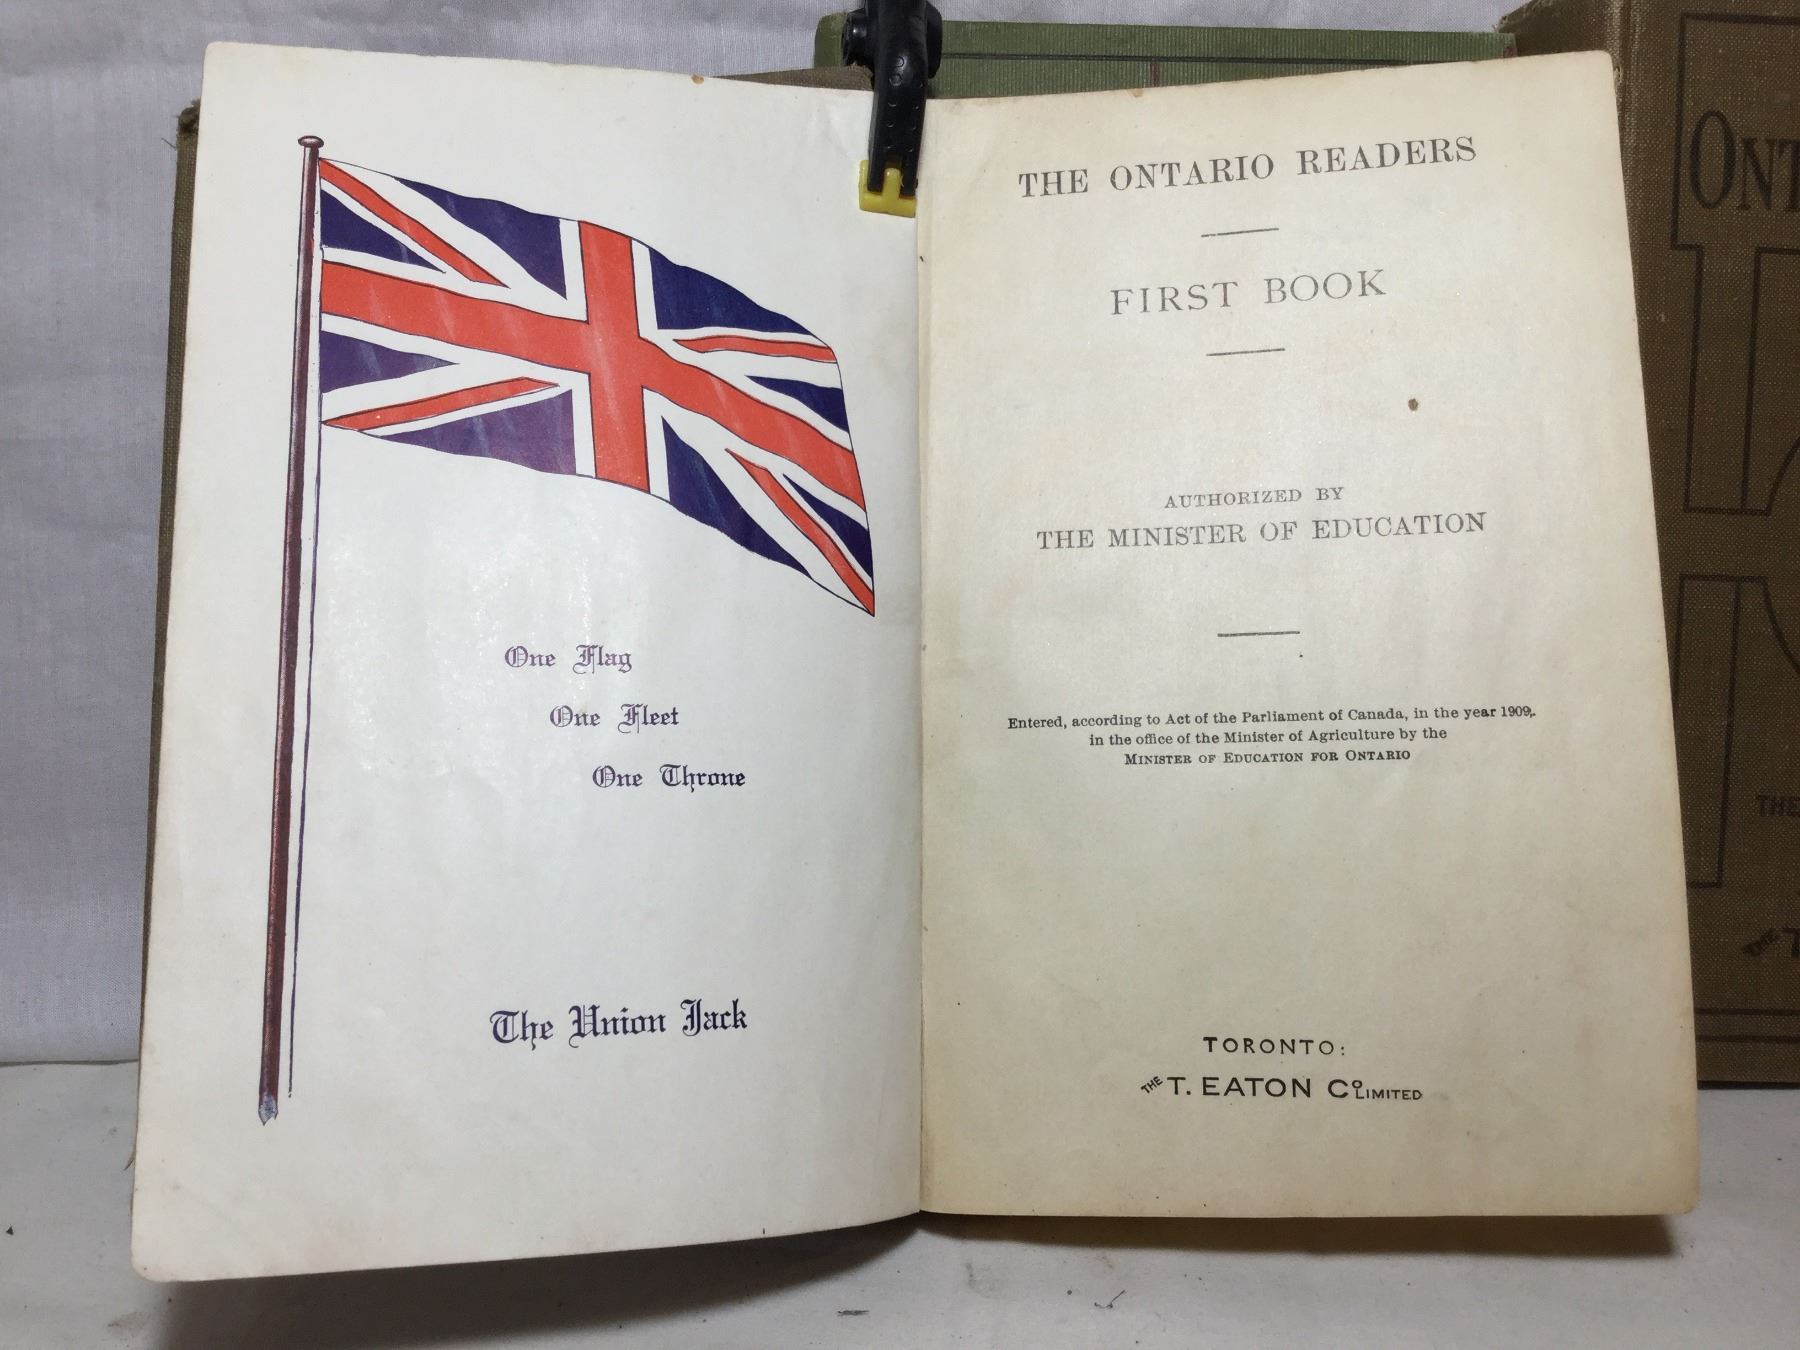 One Flag
One Fleet
One Throne
The Union Jack
THE ONTARIO READERS
FIRST BOOK
AUTHORIZED BY
THE MINISTER OF EDUCATION
Entered, according to Act of the Parliament of Canada, in the year 1909,
in the office of the Minister of Agriculture by the
MINISTER OF EDUCATION FOR ONTARIO
TORONTO:
THE T. EATON Co LIMITED
THE